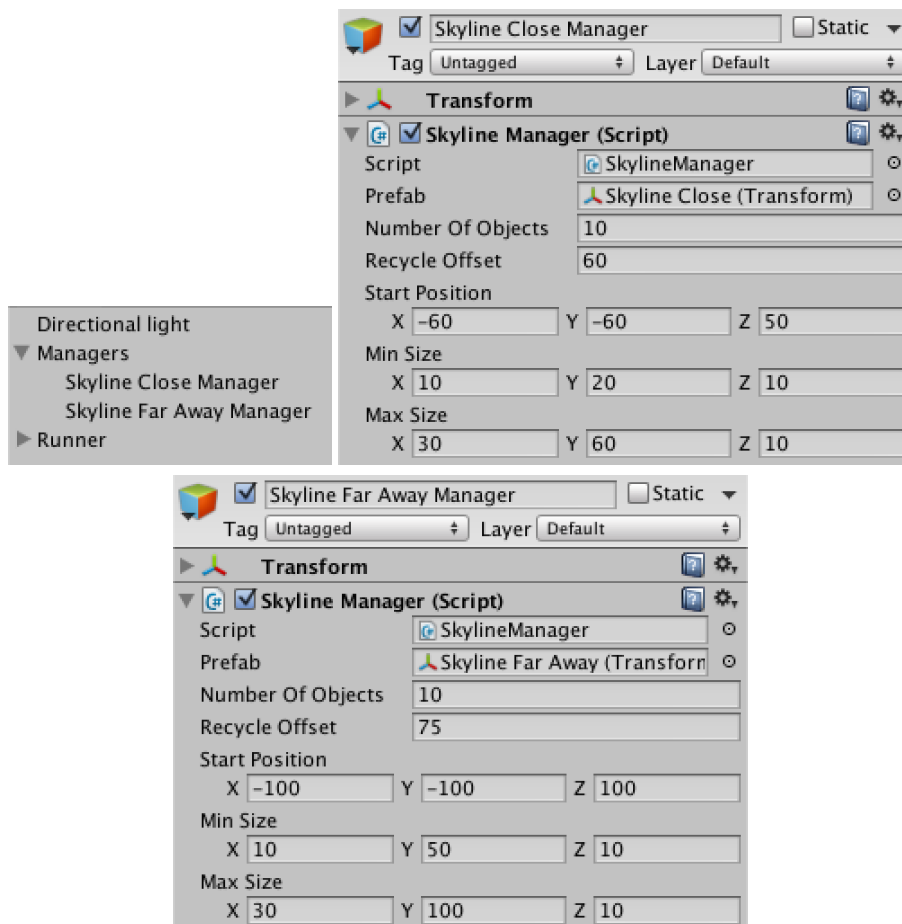 Directional light
Managers
Skyline Close Manager
Skyline Far Away Manager
Runner
Skyline Close Manager Static
Tag Untagged Layer Default
Transform
Skyline Manager (Script)
Script SkylineManager
Prefab Skyline Close (Transform)
Number Of Objects 10
Recycle Offset 60
Start Position
X -60 Y -60 Z 50
Min Size
X 10 Y 20 Z 10
Max Size
X 30 Y 60 Z 10
Skyline Far Away Manager Static
Tag Untagged Layer Default
Transform
Skyline Manager (Script)
Script SkylineManager
Prefab Skyline Far Away (Transforn
Number Of Objects 10
Recycle Offset 75
Start Position
X -100 Y -100 Z 100
Min Size
X 10 Y 50 Z 10
Max Size
X 30 Y 100 Z 10